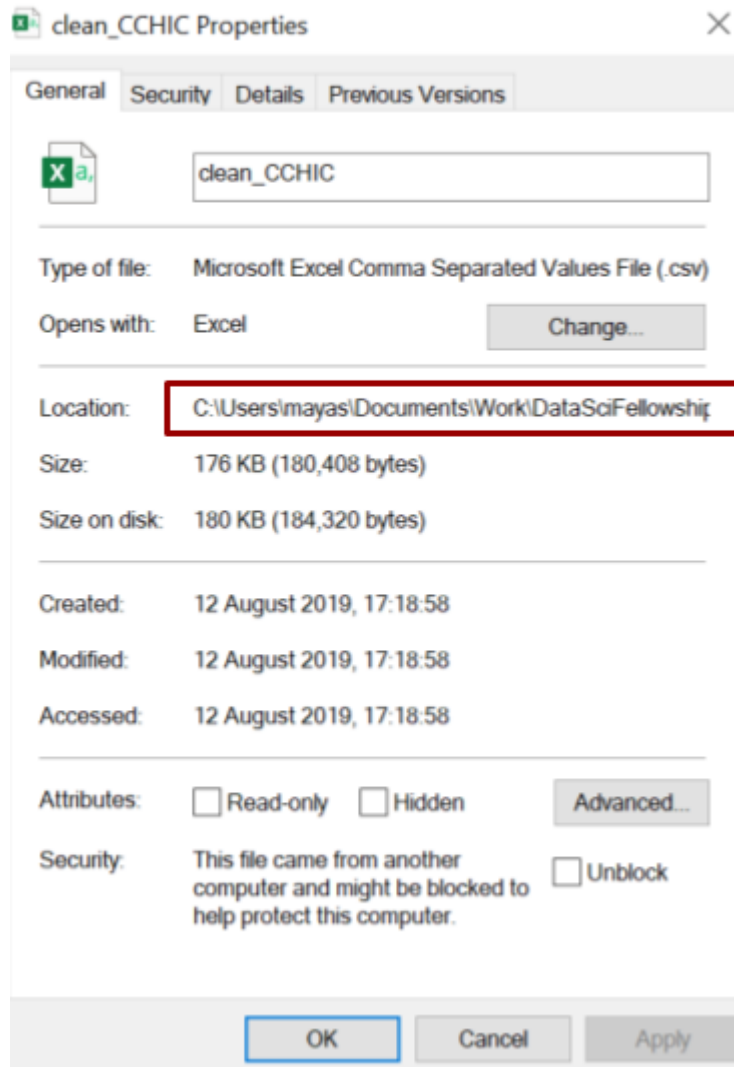 clean_CCHIC Properties
General Security Details Previous Versions
X a,
clean_CCHIC
Type of file: Microsoft Excel Comma Separated Values File (.csv)
Opens with: Excel Change...
Location: C:\Users\mayas\Documents\Work\DataSciFellowship
Size: 176 KB (180,408 bytes)
Size on disk: 180 KB (184,320 bytes)
Created: 12 August 2019, 17:18:58
Modified: 12 August 2019, 17:18:58
Accessed: 12 August 2019, 17:18:58
Attributes: Read-only Hidden Advanced...
Security: This file came from another
computer and might be blocked to
help protect this computer. Unblock
OK Cancel Apply